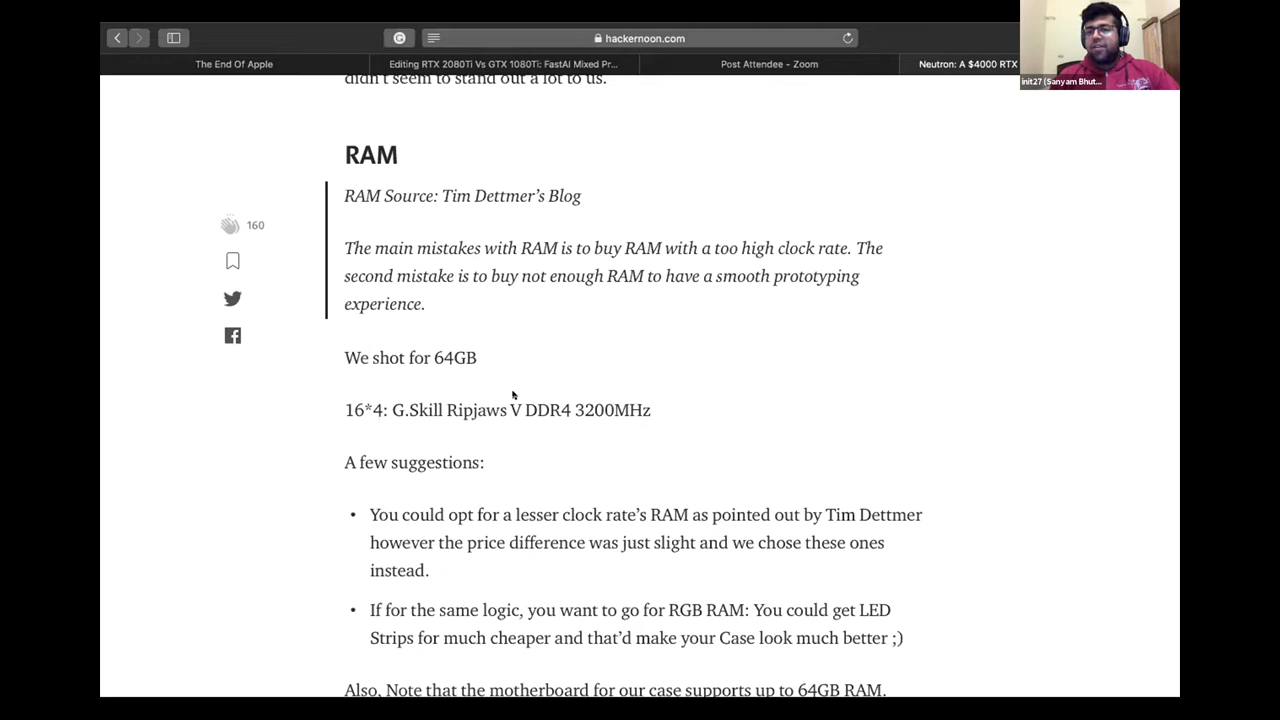 hackernoon.com
The End Of Apple
Editing RTX 2080Ti Vs GTX 1080Ti: FastAI Mixed Pr...
Post Attendee - Zoom
Neutron: A $4000 RTX
init27 (Sanyam Bhut...
didn't seem to stand out a lot to us.
RAM
RAM Source: Tim Dettmer’s Blog
160
The main mistakes with RAM is to buy RAM with a too high clock rate. The
second mistake is to buy not enough RAM to have a smooth prototyping
experience.
We shot for 64GB
16*4: G.Skill Ripjaws V DDR4 3200MHz
A few suggestions:
• You could opt for a lesser clock rate’s RAM as pointed out by Tim Dettmer
however the price difference was just slight and we chose these ones
instead.
• If for the same logic, you want to go for RGB RAM: You could get LED
Strips for much cheaper and that’d make your Case look much better ;)
Also, Note that the motherboard for our case supports up to 64GB RAM.